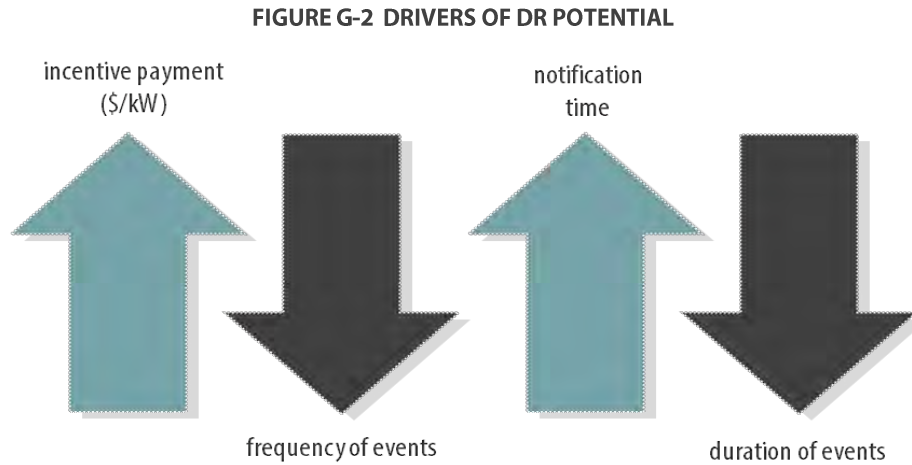 FIGURE G-2 DRIVERS OF DR POTENTIAL
incentive payment
($/kW)
notification
time
frequency of events
duration of events